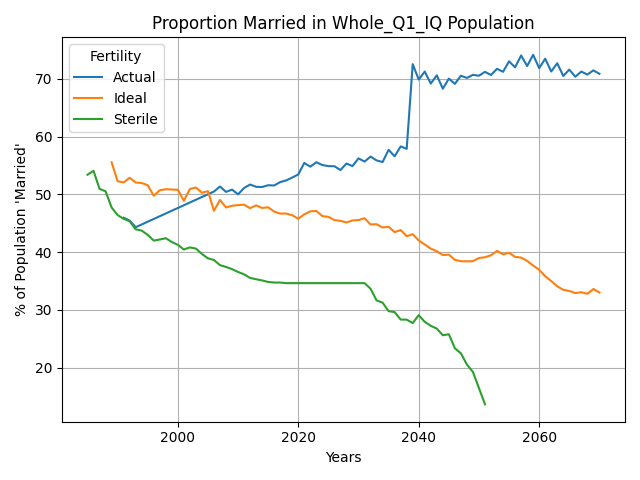 Proportion Married in Whole_Q1_IQ Population
% of Population 'Married'
Fertility
Actual
Ideal
Sterile
70
60
50
40
30
20
2000
2020
2040
2060
Years